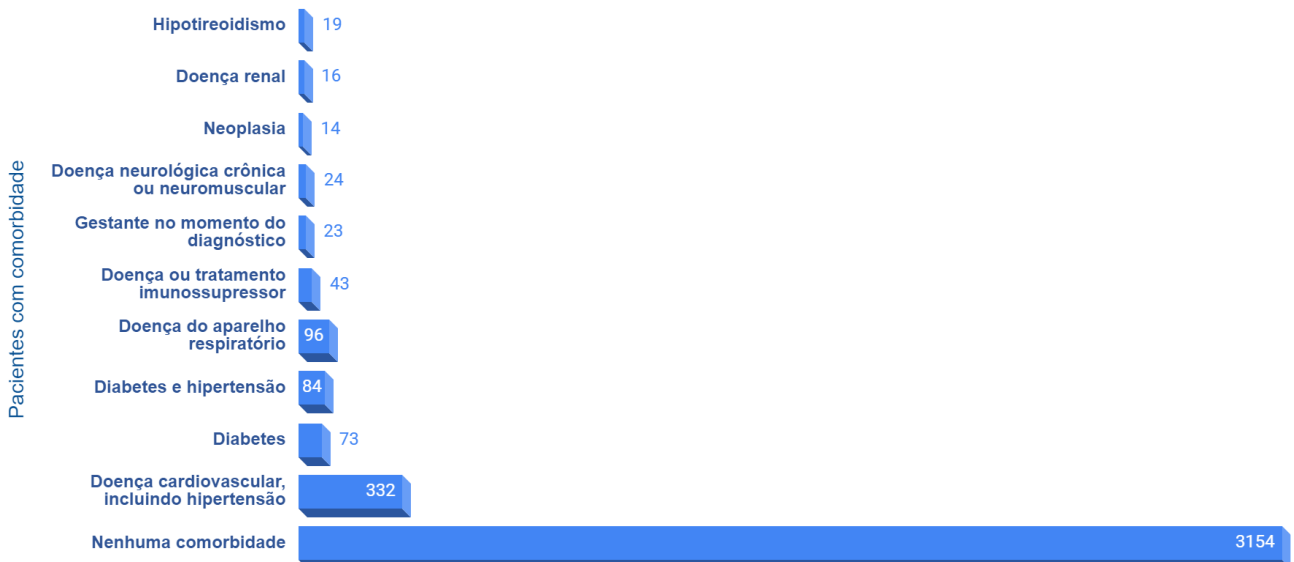 Pacientes com comorbidade
Hipotireoidismo
19
Doença renal
16
Neoplasia
14
Doença neurológica crônica
ou neuromuscular
24
Gestante no momento do
diagnóstico
23
Doença ou tratamento
imunossupressor
43
Doença do aparelho
respiratório
96
Diabetes e hipertensão
84
Diabetes
73
Doença cardiovascular,
incluindo hipertensão
332
Nenhuma comorbidade
3154